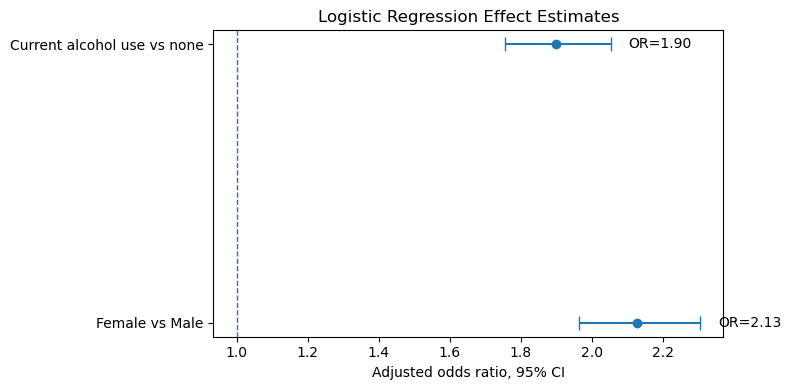 Logistic Regression Effect Estimates
Current alcohol use vs none
OR=1.90
Female vs Male
OR=2.13
1.0 1.2 1.4 1.6 1.8 2.0 2.2
Adjusted odds ratio, 95% CI